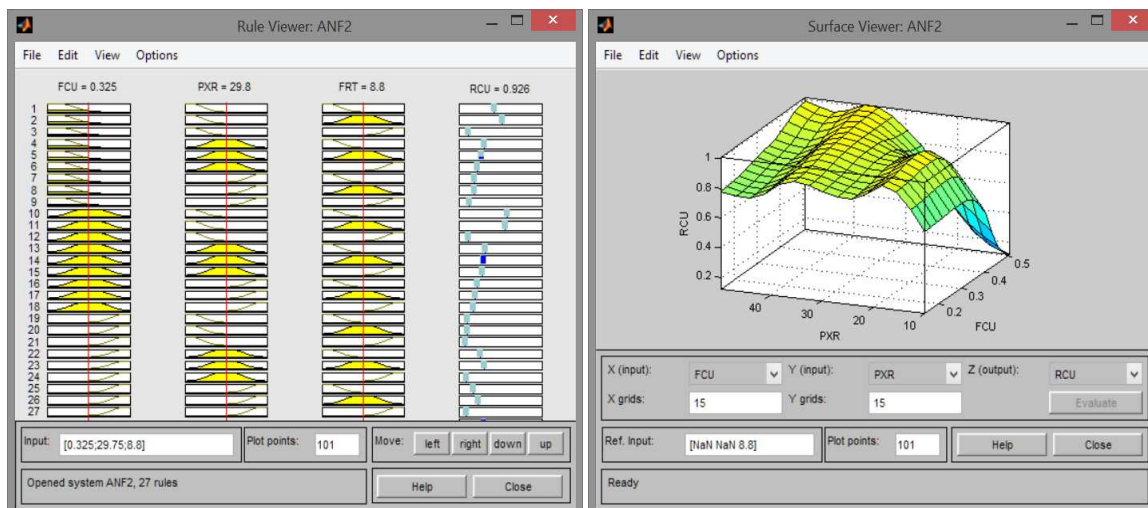 Rule Viewer: ANF2
File Edit View Options
FCU = 0.325 PXR = 29.8 FRT = 8.8 RCU = 0.926
1
2
3
4
5
6
7
8
9
10
11
12
13
14
15
16
17
18
19
20
21
22
23
24
25
26
27
Input: [0.325;29.75;8.8] Plot points: 101 Move: left right down up
Opened system ANF2, 27 rules Help Close
Surface Viewer: ANF2
File Edit View Options
1
0.8
0.6
0.4
0.2
RCU
40 30 20 10
PXR
0.2 0.3 0.4 0.5
FCU
X (input): FCU Y (input): PXR Z (output): RCU
X grids: 15 Y grids: 15 Evaluate
Ref. Input: [NaN NaN 8.8] Plot points: 101 Help Close
Ready